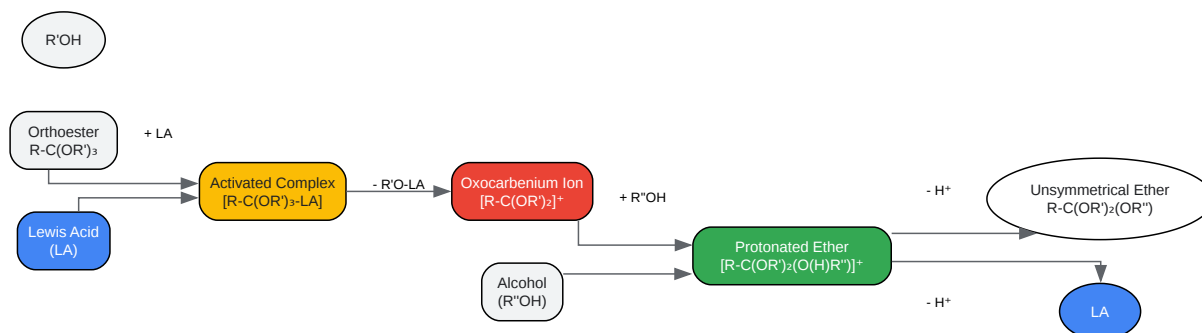 R'OH
Orthoester
R-C(OR')₃
+ LA
Lewis Acid
(LA)
Activated Complex
[R-C(OR')₃-LA]
- R'O-LA
Oxocarbenium Ion
[R-C(OR')₂]⁺
+ R''OH
Alcohol
(R''OH)
Protonated Ether
[R-C(OR')₂(O(H)R'')]⁺
- H⁺
Unsymmetrical Ether
R-C(OR')₂(OR'')
- H⁺
LA